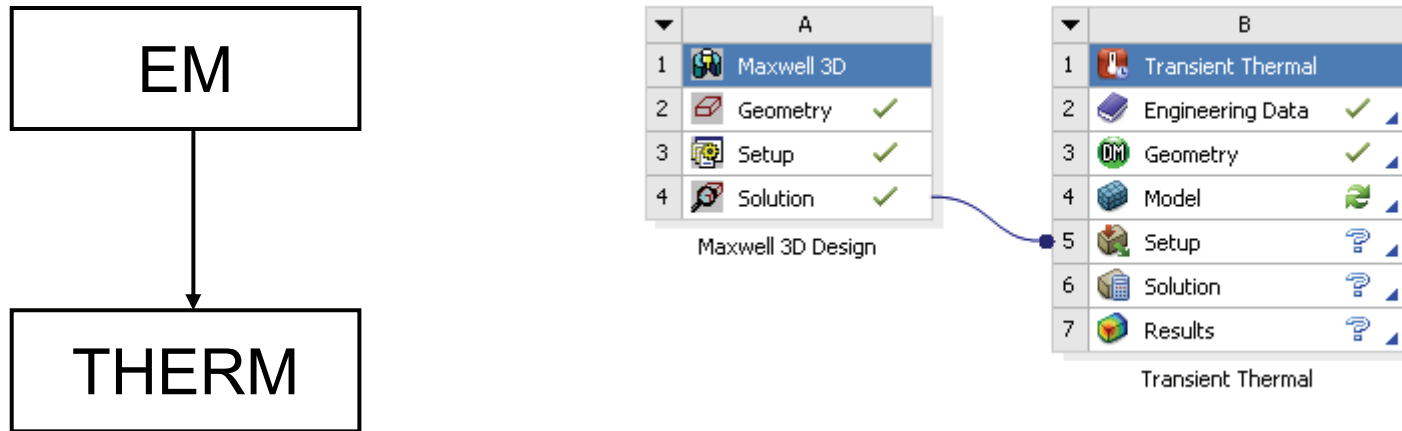 EM
THERM
A
1 Maxwell 3D
2 Geometry
3 Setup
4 Solution
Maxwell 3D Design
B
1 Transient Thermal
2 Engineering Data
3 DM Geometry
4 Model
5 Setup
6 Solution
7 Results
Transient Thermal